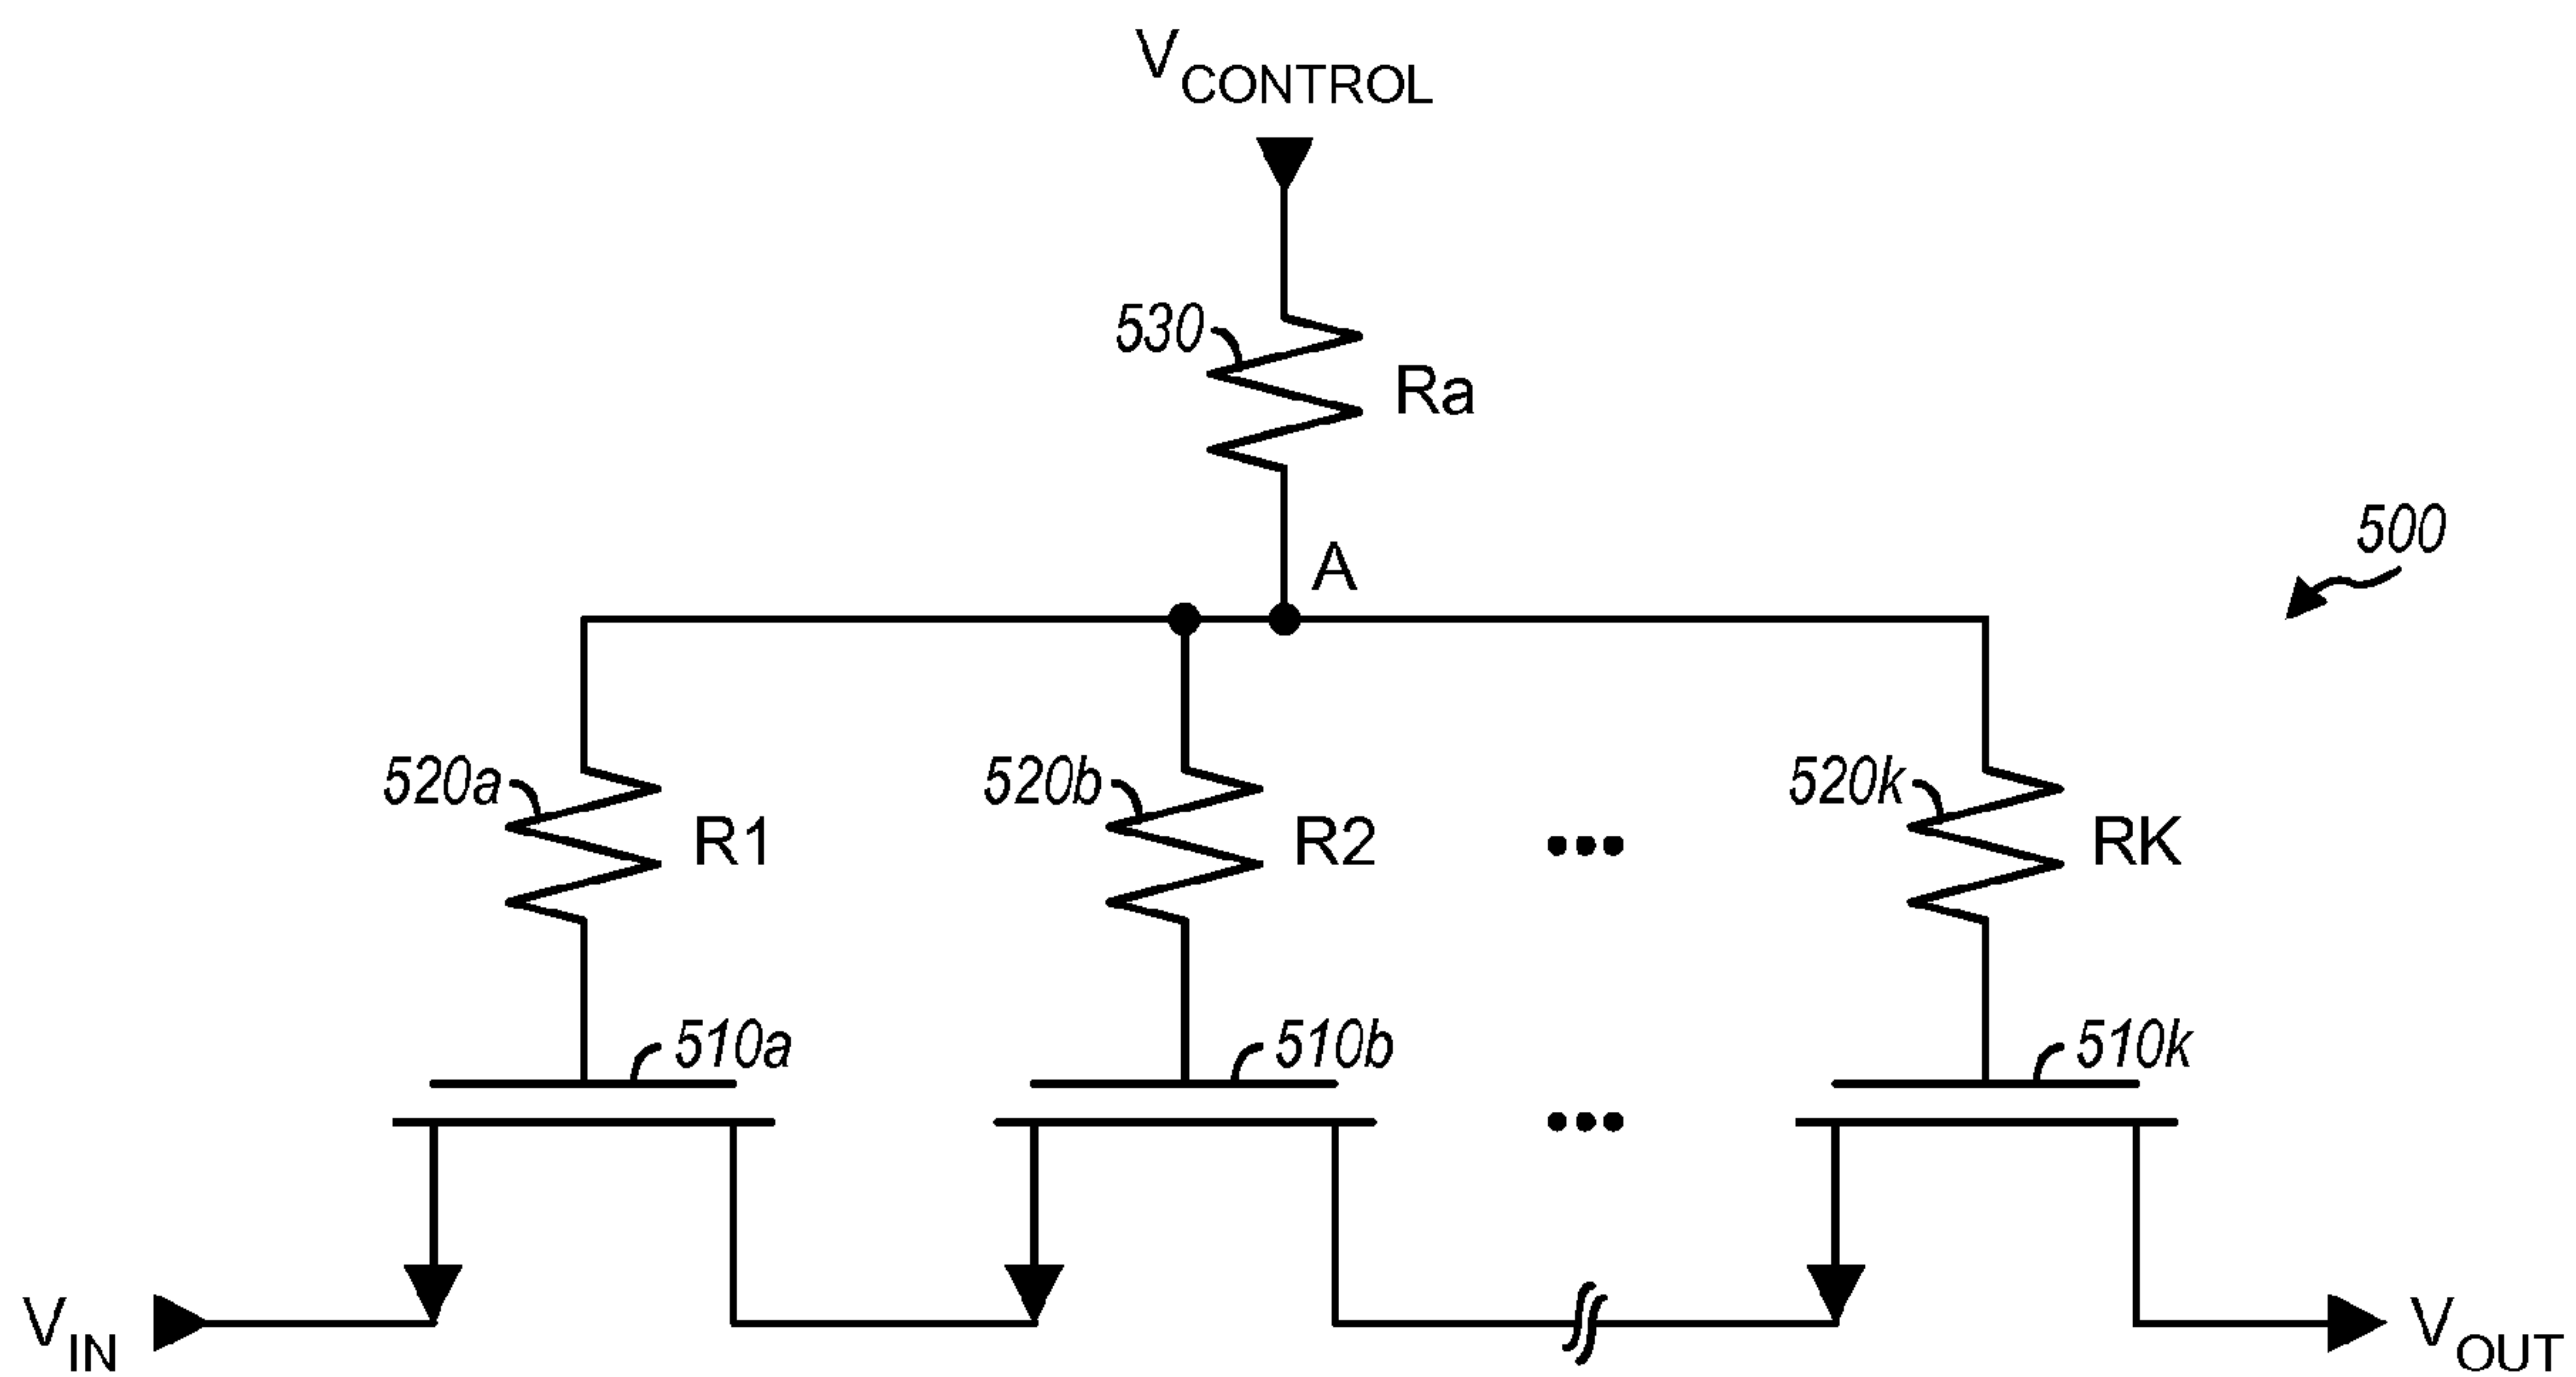 VCONTROL
530
Ra
A
500
520a
R1
520b
R2
520k
RK
510a
510b
510k
VIN
VOUT